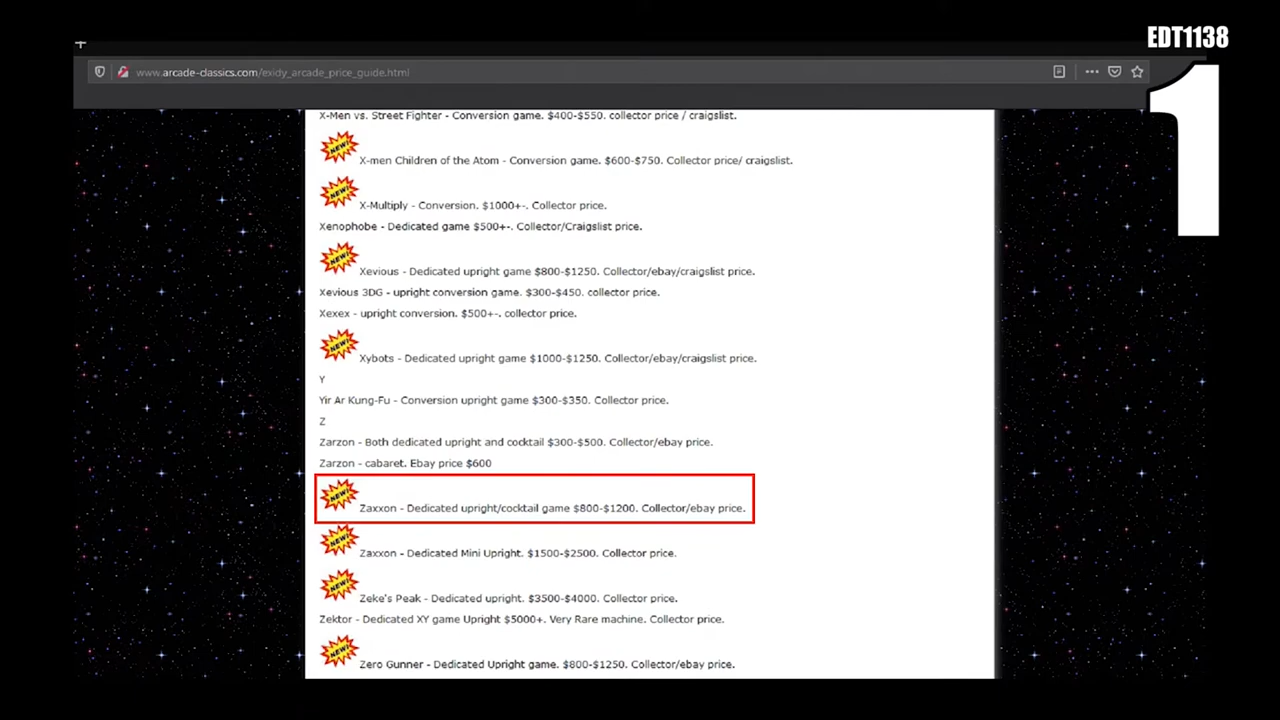 EDT1138
1
www.arcade-classics.com/exidy_arcade_price_guide.html
X-Men vs. Street Fighter - Conversion game. $400-$550. collector price / craigslist.
NEW! X-men Children of the Atom - Conversion game. $600-$750. Collector price/ craigslist.
NEW! X-Multiply - Conversion. $1000+-. Collector price.
Xenophobe - Dedicated game $500+-. Collector/Craigslist price.
NEW! Xevious - Dedicated upright game $800-$1250. Collector/ebay/craigslist price.
Xevious 3DG - upright conversion game. $300-$450. collector price.
Xexex - upright conversion. $500+-. collector price.
NEW! Xybots - Dedicated upright game $1000-$1250. Collector/ebay/craigslist price.
Y
Yir Ar Kung-Fu - Conversion upright game $300-$350. Collector price.
Z
Zarzon - Both dedicated upright and cocktail $300-$500. Collector/ebay price.
Zarzon - cabaret. Ebay price $600
NEW! Zaxxon - Dedicated upright/cocktail game $800-$1200. Collector/ebay price.
NEW! Zaxxon - Dedicated Mini Upright. $1500-$2500. Collector price.
NEW! Zeke's Peak - Dedicated upright. $3500-$4000. Collector price.
Zektor - Dedicated XY game Upright $5000+. Very Rare machine. Collector price.
NEW! Zero Gunner - Dedicated Upright game. $800-$1250. Collector/ebay price.